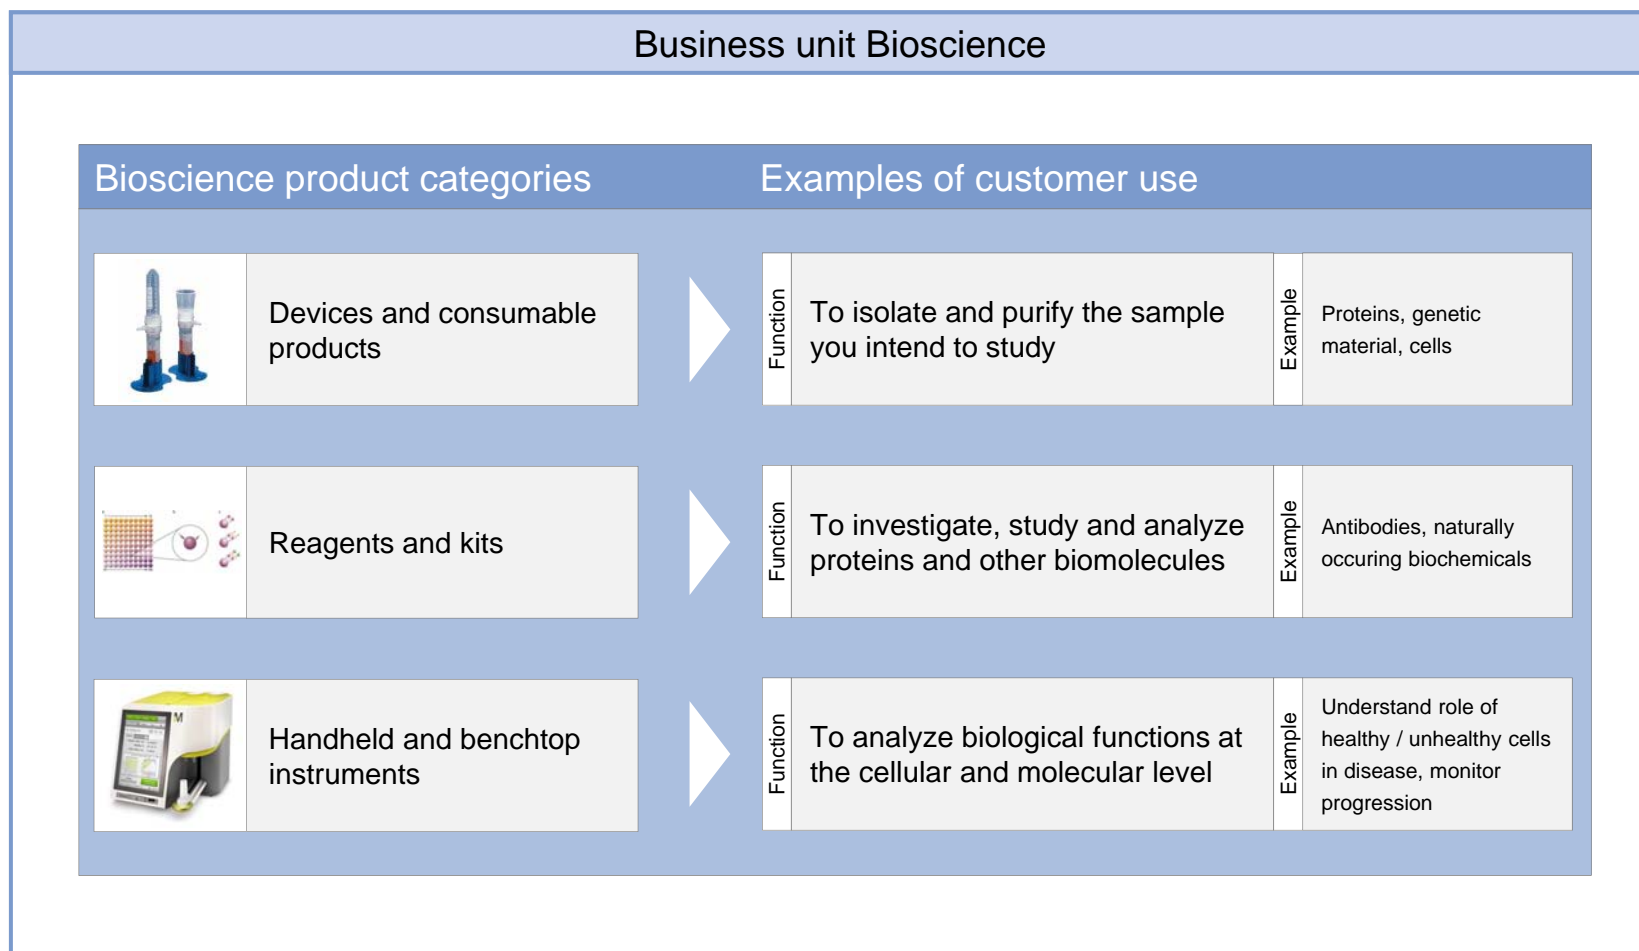 Business unit Bioscience
Bioscience product categories
Examples of customer use
Devices and consumable
products
Function
To isolate and purify the sample
you intend to study
Example
Proteins, genetic
material, cells
Reagents and kits
Function
To investigate, study and analyze
proteins and other biomolecules
Example
Antibodies, naturally
occuring biochemicals
M
Handheld and benchtop
instruments
Function
To analyze biological functions at
the cellular and molecular level
Example
Understand role of
healthy / unhealthy cells
in disease, monitor
progression